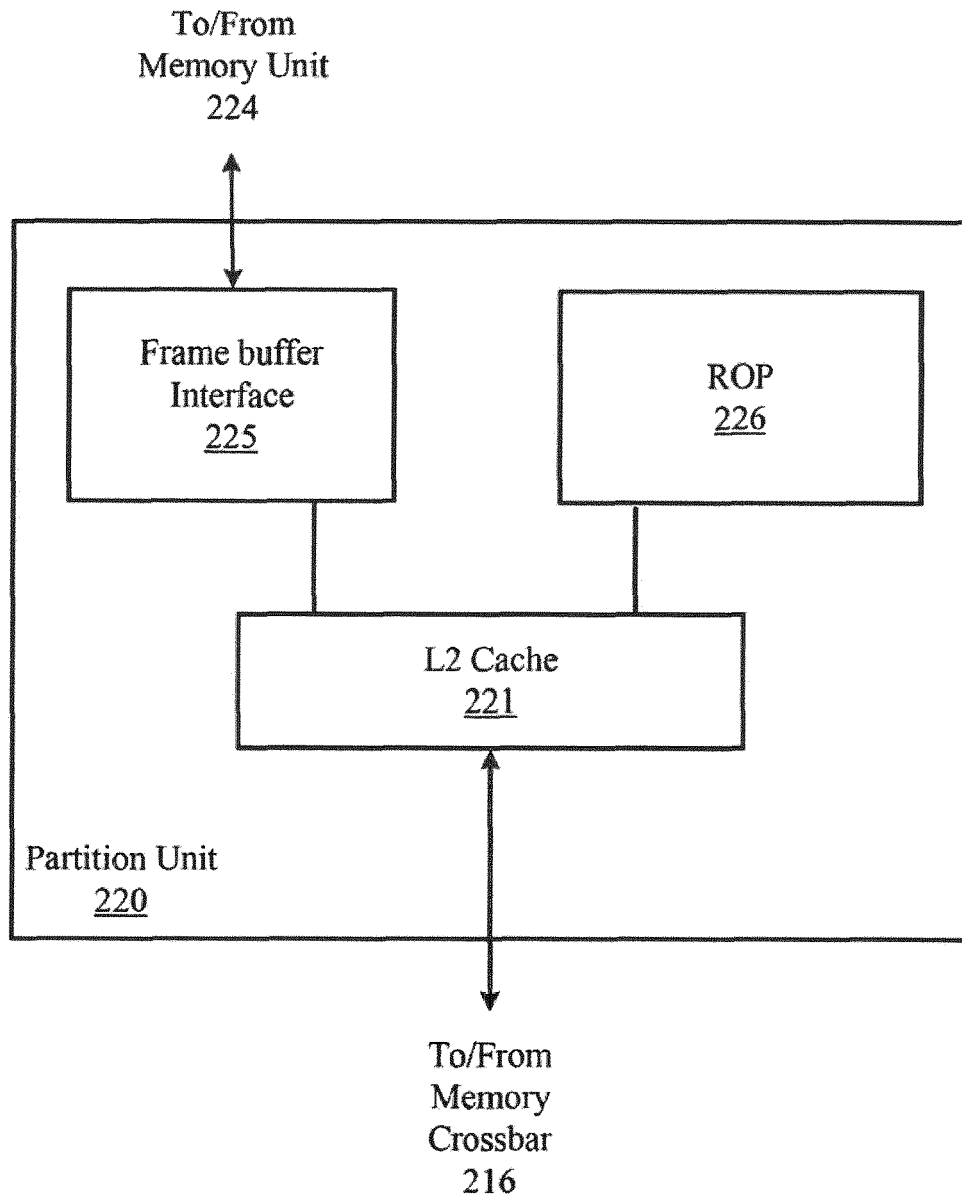 To/From
Memory Unit
224
Frame buffer
Interface
225
ROP
226
L2 Cache
221
Partition Unit
220
To/From
Memory
Crossbar
216